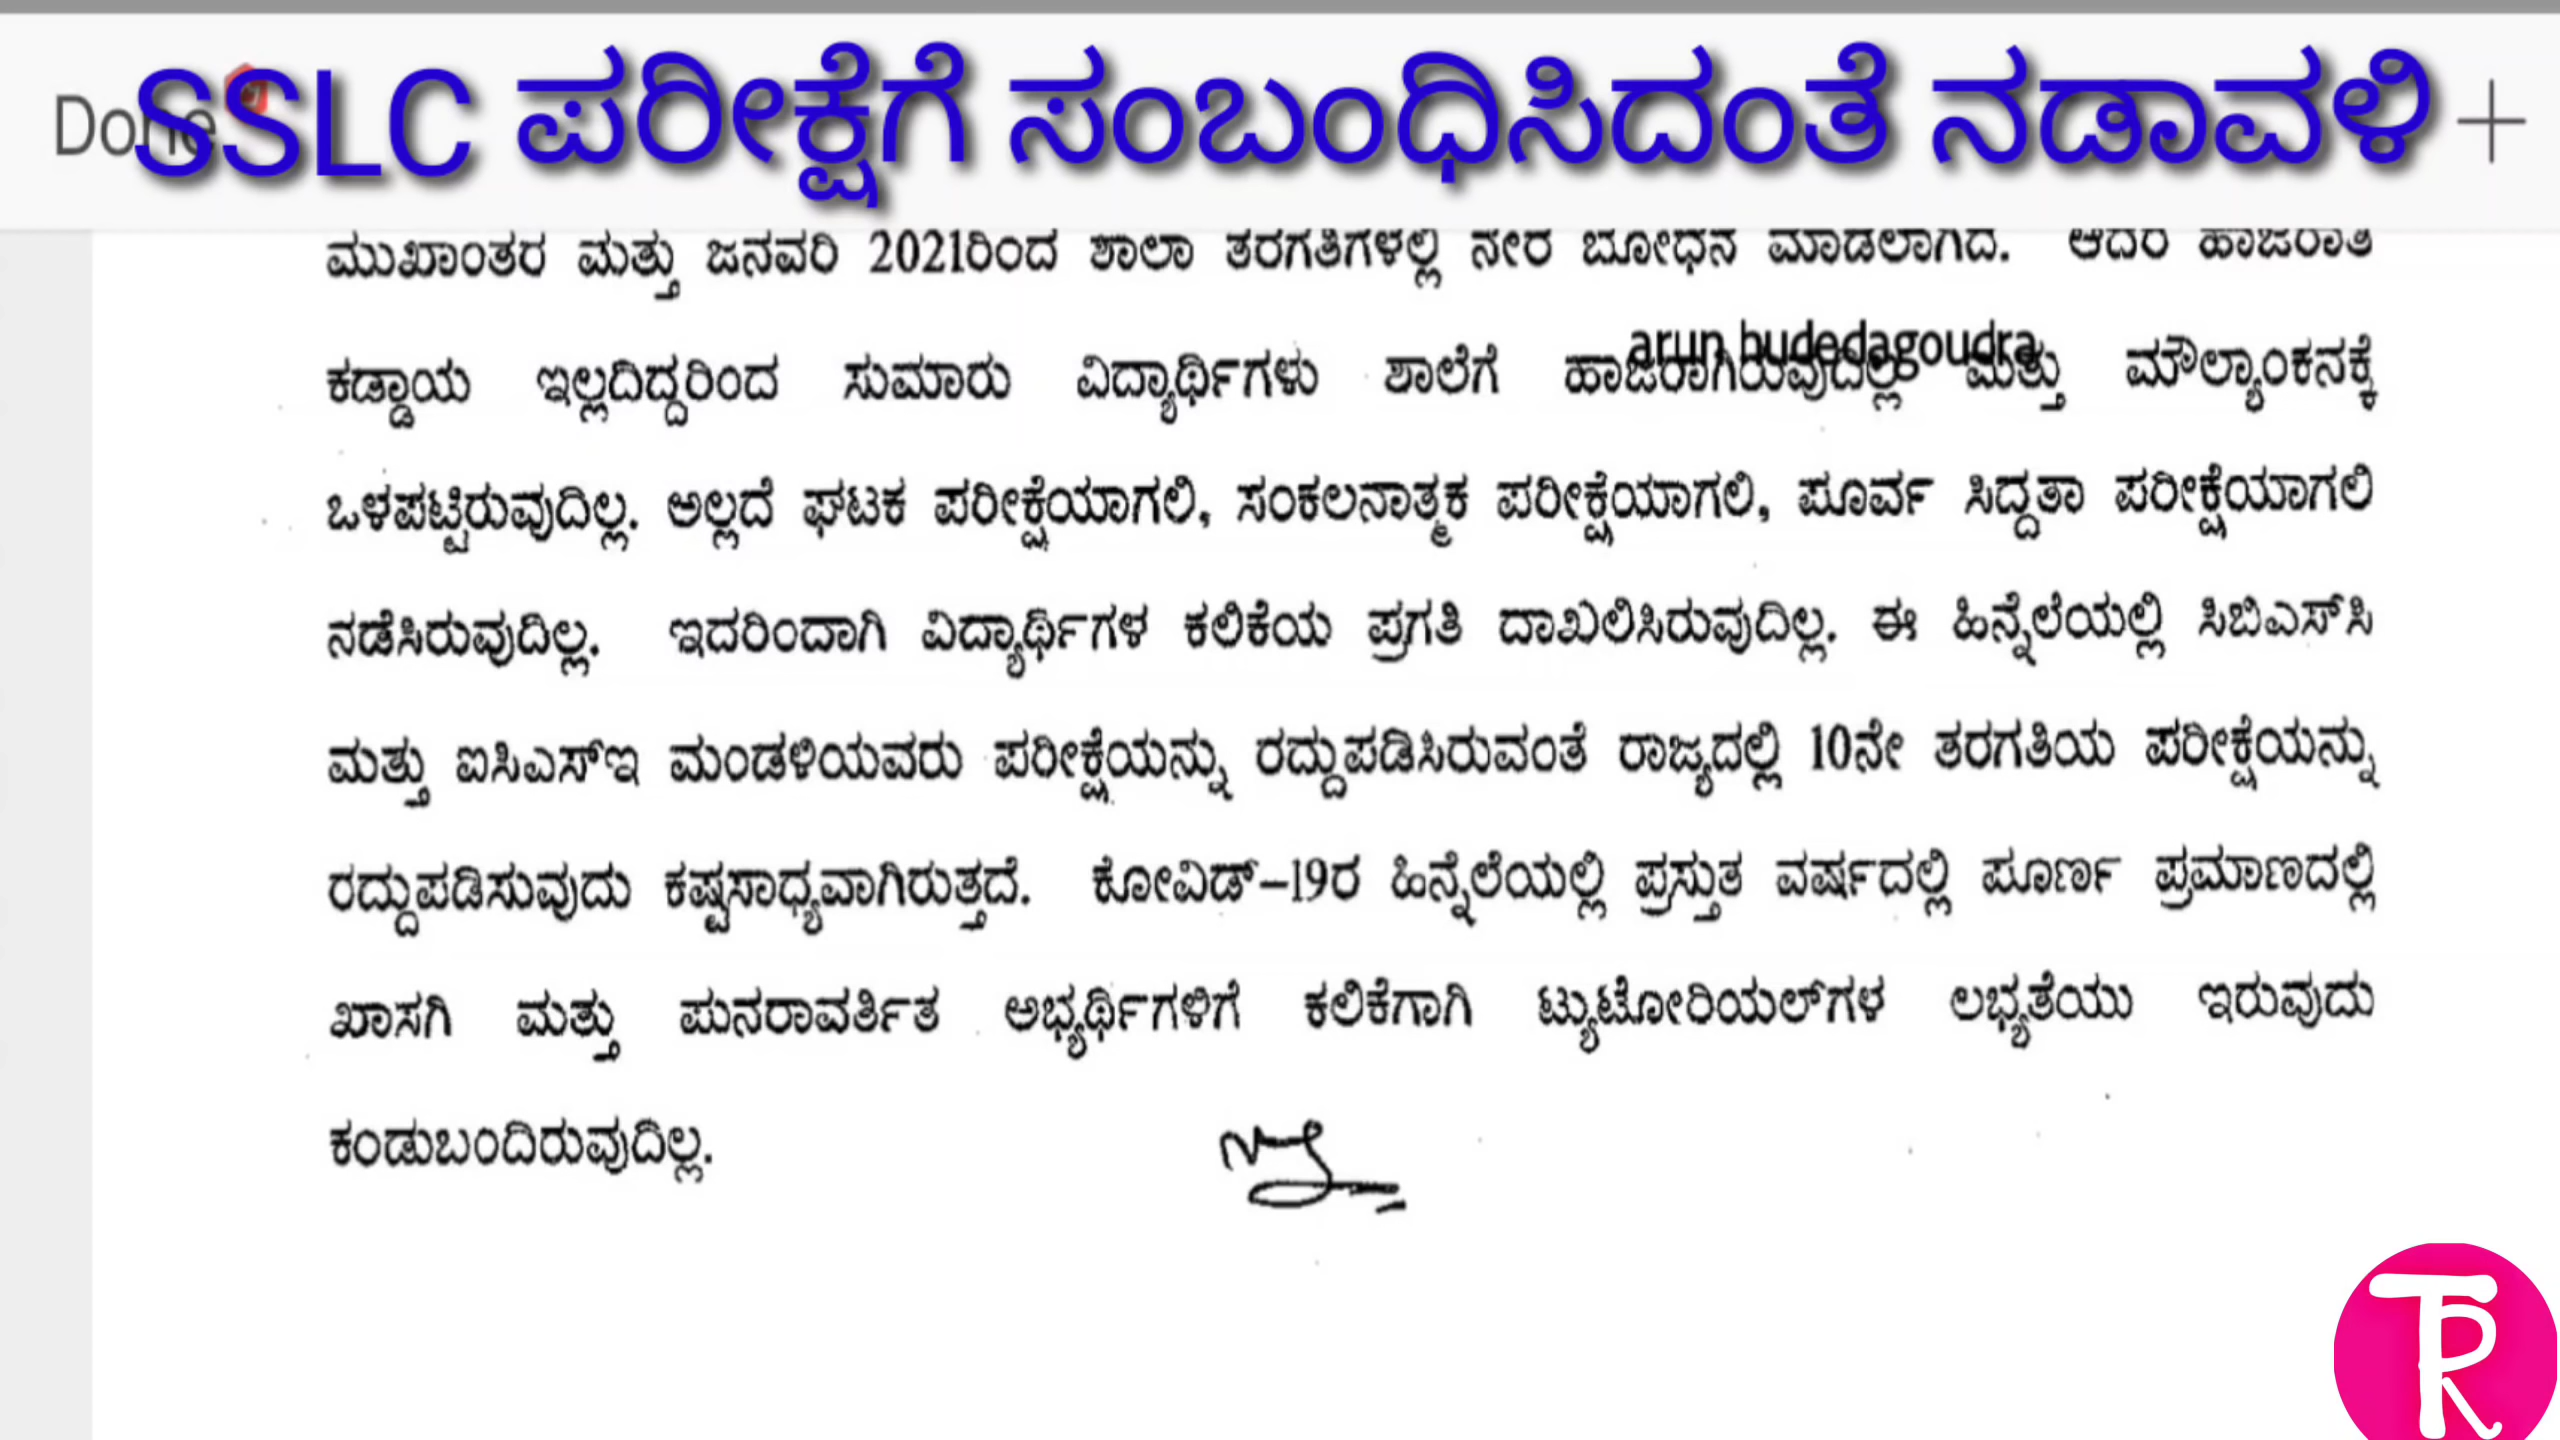 SSLC ಪರೀಕ್ಷೆಗೆ ಸಂಬಂಧಿಸಿದಂತೆ ನಡಾವಳಿ
Done
ಮುಖಾಂತರ ಮತ್ತು ಜನವರಿ 2021ರಿಂದ ಶಾಲಾ ತರಗತಿಗಳಲ್ಲಿ ನೇರ ಬೋಧನೆ ಮಾಡಲಾಗಿದೆ. ಆದರೆ ಹಾಜರಾತಿ
arun hudedagoudra
ಕಡ್ಡಾಯ ಇಲ್ಲದಿದ್ದರಿಂದ ಸುಮಾರು ವಿದ್ಯಾರ್ಥಿಗಳು ಶಾಲೆಗೆ ಹಾಜರಾಗಿರುವುದಿಲ್ಲ ಮತ್ತು ಮೌಲ್ಯಾಂಕನಕ್ಕೆ
ಒಳಪಟ್ಟಿರುವುದಿಲ್ಲ. ಅಲ್ಲದೆ ಘಟಕ ಪರೀಕ್ಷೆಯಾಗಲಿ, ಸಂಕಲನಾತ್ಮಕ ಪರೀಕ್ಷೆಯಾಗಲಿ, ಪೂರ್ವ ಸಿದ್ದತಾ ಪರೀಕ್ಷೆಯಾಗಲಿ
ನಡೆಸಿರುವುದಿಲ್ಲ. ಇದರಿಂದಾಗಿ ವಿದ್ಯಾರ್ಥಿಗಳ ಕಲಿಕೆಯ ಪ್ರಗತಿ ದಾಖಲಿಸಿರುವುದಿಲ್ಲ. ಈ ಹಿನ್ನೆಲೆಯಲ್ಲಿ ಸಿಬಿಎಸ್‌ಸಿ
ಮತ್ತು ಐಸಿಎಸ್‌ಇ ಮಂಡಳಿಯವರು ಪರೀಕ್ಷೆಯನ್ನು ರದ್ದುಪಡಿಸಿರುವಂತೆ ರಾಜ್ಯದಲ್ಲಿ 10ನೇ ತರಗತಿಯ ಪರೀಕ್ಷೆಯನ್ನು
ರದ್ದುಪಡಿಸುವುದು ಕಷ್ಟಸಾಧ್ಯವಾಗಿರುತ್ತದೆ. ಕೋವಿಡ್–19ರ ಹಿನ್ನೆಲೆಯಲ್ಲಿ ಪ್ರಸ್ತುತ ವರ್ಷದಲ್ಲಿ ಪೂರ್ಣ ಪ್ರಮಾಣದಲ್ಲಿ
ಖಾಸಗಿ ಮತ್ತು ಪುನರಾವರ್ತಿತ ಅಭ್ಯರ್ಥಿಗಳಿಗೆ ಕಲಿಕೆಗಾಗಿ ಟ್ಯುಟೋರಿಯಲ್‌ಗಳ ಲಭ್ಯತೆಯು ಇರುವುದು
ಕಂಡುಬಂದಿರುವುದಿಲ್ಲ.